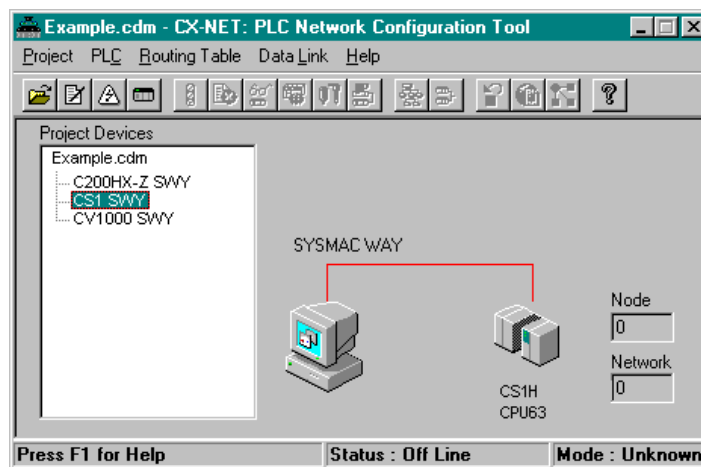 Example.cdm - CX-NET: PLC Network Configuration Tool
Project PLC Routing Table Data Link Help
Project Devices
Example.cdm
C200HX-Z SWY
CS1 SWY
CV1000 SWY
SYSMAC WAY
Node
0
Network
0
CS1H
CPU63
Press F1 for Help Status : Off Line Mode : Unknown